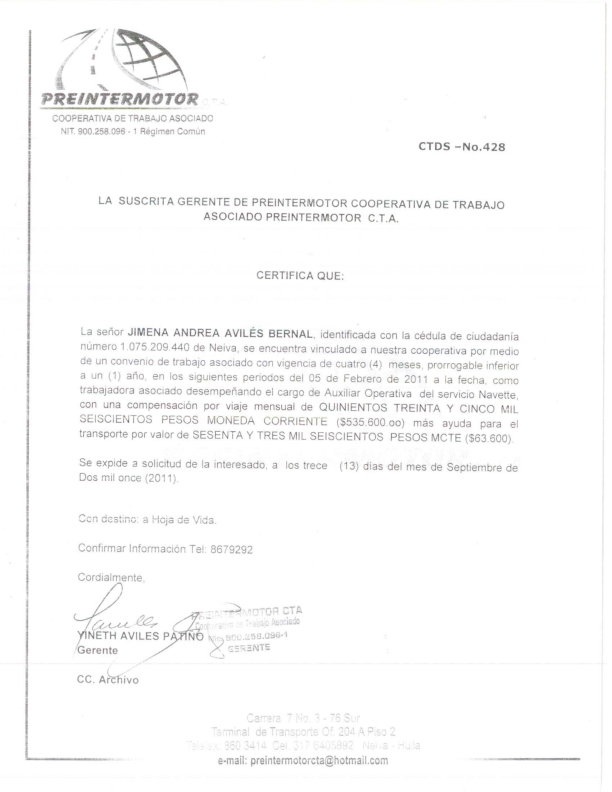 PREINTERMOTOR C.T.A.
COOPERATIVA DE TRABAJO ASOCIADO
NIT. 900.258.096 - 1 Régimen Común
CTDS –No.428
LA SUSCRITA GERENTE DE PREINTERMOTOR COOPERATIVA DE TRABAJO
ASOCIADO PREINTERMOTOR C.T.A.
CERTIFICA QUE:
La señor JIMENA ANDREA AVILÉS BERNAL, identificada con la cédula de ciudadanía
número 1.075.209.440 de Neiva, se encuentra vinculado a nuestra cooperativa por medio
de un convenio de trabajo asociado con vigencia de cuatro (4) meses, prorrogable inferior
a un (1) año, en los siguientes periodos del 05 de Febrero de 2011 a la fecha, como
trabajadora asociado desempeñando el cargo de Auxiliar Operativa del servicio Navette,
con una compensación por viaje mensual de QUINIENTOS TREINTA Y CINCO MIL
SEISCIENTOS PESOS MONEDA CORRIENTE ($535.600.oo) más ayuda para el
transporte por valor de SESENTA Y TRES MIL SEISCIENTOS PESOS MCTE ($63.600).
Se expide a solicitud de la interesado, a los trece (13) días del mes de Septiembre de
Dos mil once (2011).
Con destino: a Hoja de Vida.
Confirmar Información Tel: 8679292
Cordialmente,
PREINTERMOTOR CTA
Cooperativa de Trabajo Asociado
YINETH AVILES PATIÑO Nit. 900.258.096-1
Gerente GERENTE
CC. Archivo
Carrera 7 No. 3 - 76 Sur
Terminal de Transporte Of. 204 A Piso 2
860 3414 Cel. 317 6405892 Neiva - Huila
e-mail: preintermotorcta@hotmail.com